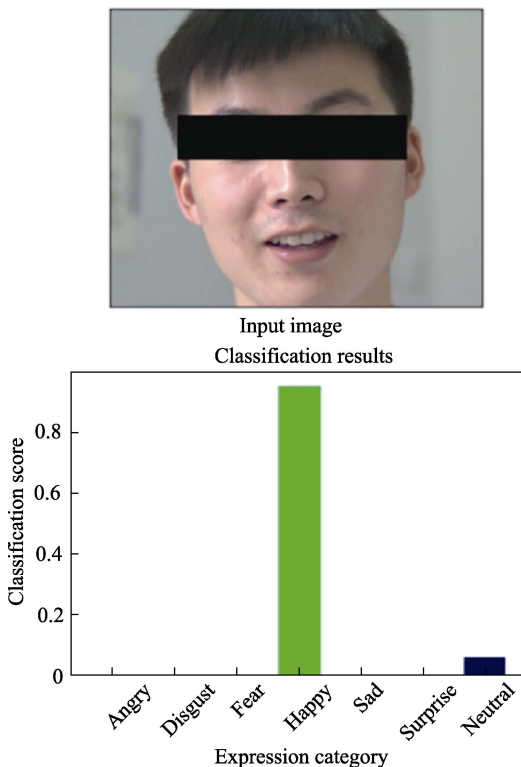 Input image
Classification results
Classification score
0.8
0.6
0.4
0.2
0
Angry
Disgust
Fear
Happy
Sad
Surprise
Neutral
Expression category